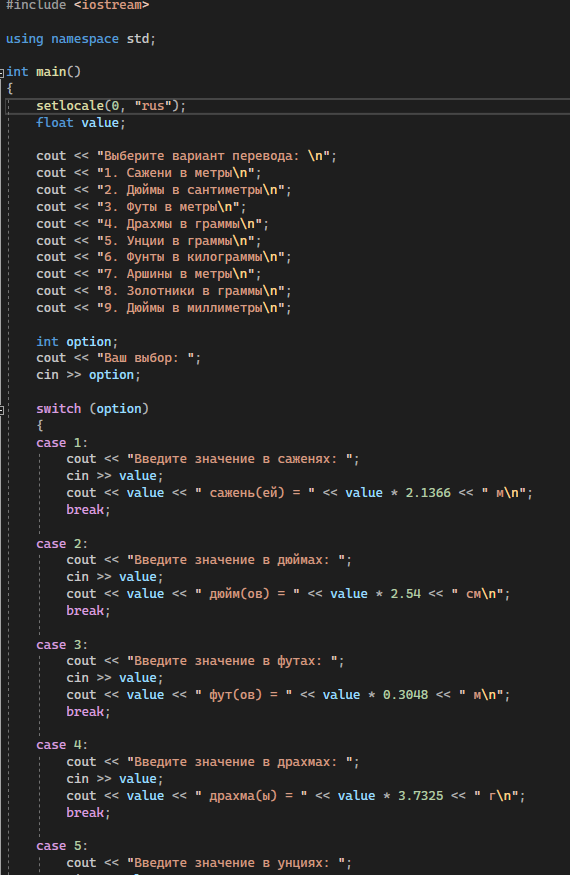 #include <iostream>
using namespace std;
int main()
{
setlocale(0, "rus");
float value;
cout << "Выберите вариант перевода: \n";
cout << "1. Сажени в метры\n";
cout << "2. Дюймы в сантиметры\n";
cout << "3. Футы в метры\n";
cout << "4. Драхмы в граммы\n";
cout << "5. Унции в граммы\n";
cout << "6. Фунты в килограммы\n";
cout << "7. Аршины в метры\n";
cout << "8. Золотники в граммы\n";
cout << "9. Дюймы в миллиметры\n";
int option;
cout << "Ваш выбор: ";
cin >> option;
switch (option)
{
case 1:
cout << "Введите значение в саженях: ";
cin >> value;
cout << value << " сажень(ей) = " << value * 2.1366 << " м\n";
break;
case 2:
cout << "Введите значение в дюймах: ";
cin >> value;
cout << value << " дюйм(ов) = " << value * 2.54 << " см\n";
break;
case 3:
cout << "Введите значение в футах: ";
cin >> value;
cout << value << " фут(ов) = " << value * 0.3048 << " м\n";
break;
case 4:
cout << "Введите значение в драхмах: ";
cin >> value;
cout << value << " драхма(ы) = " << value * 3.7325 << " г\n";
break;
case 5:
cout << "Введите значение в унциях: ";